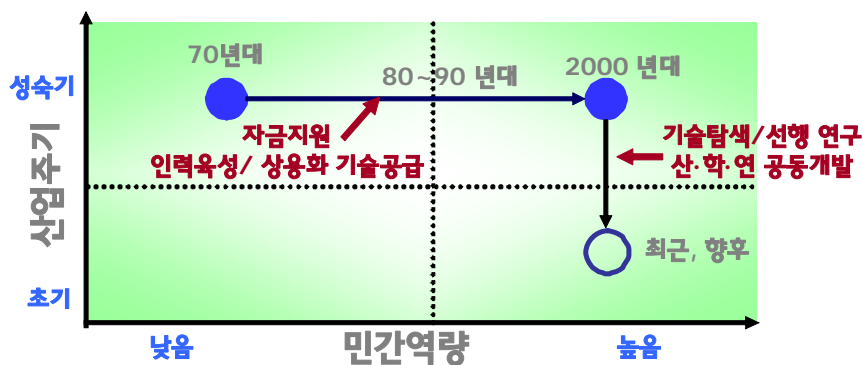 70년대
80~90 년대
2000 년대
성숙기
자금지원
인력육성/ 상용화 기술공급
기술탐색/선행 연구
산·학·연 공동개발
산업주기
최근, 향후
초기
낮음
민간역량
높음